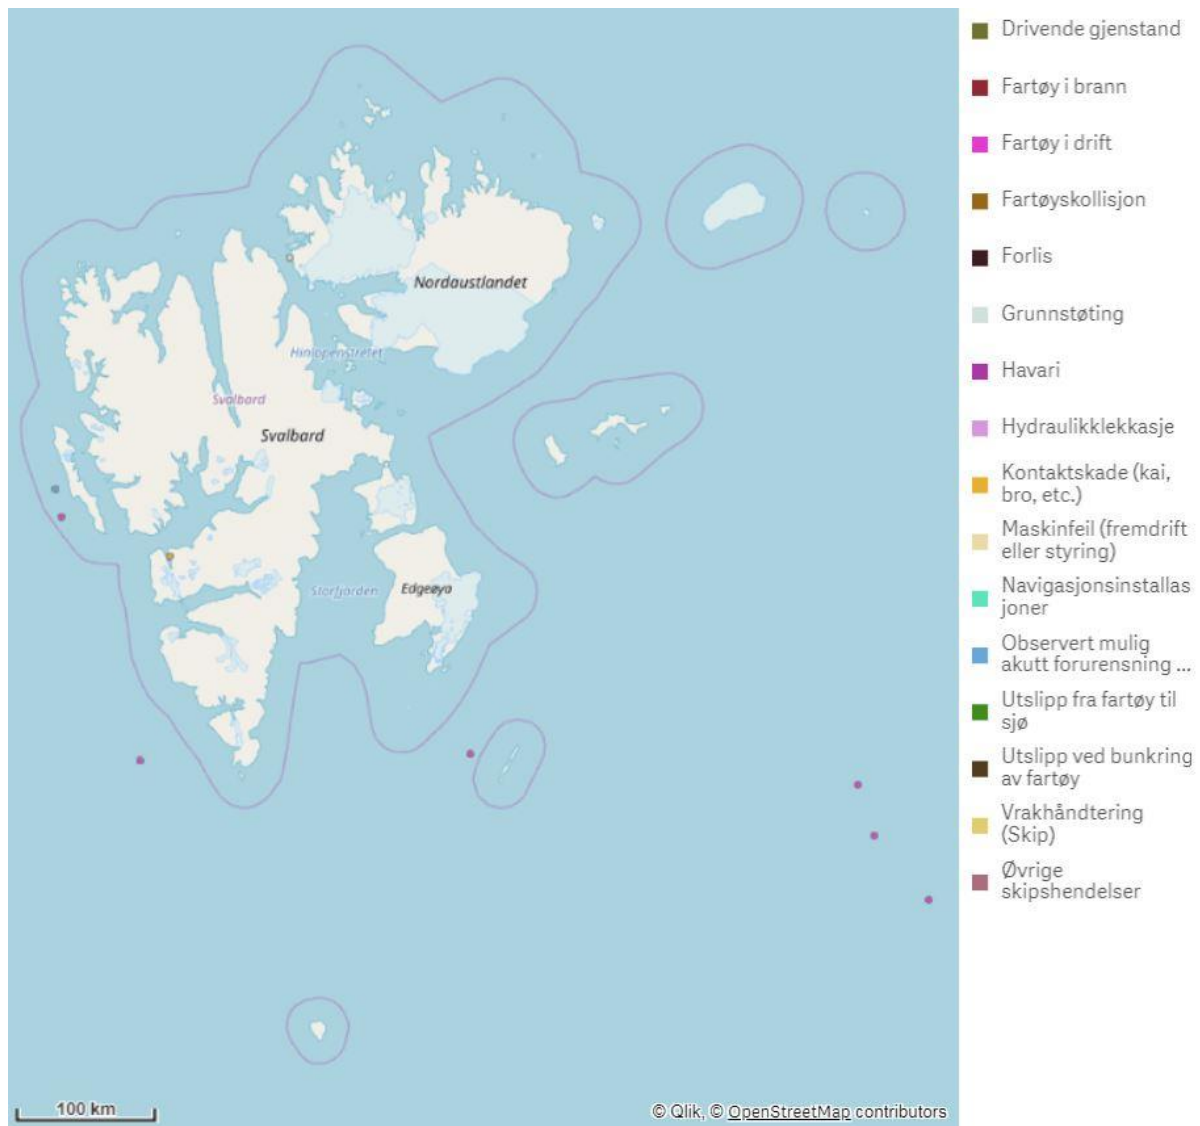 Nordaustlandet
Hinlopenstretet
Svalbard
Svalbard
Storfjorden
Edgeøya
100 km
© Qlik, © OpenStreetMap contributors
Drivende gjenstand
Fartøy i brann
Fartøy i drift
Fartøyskollisjon
Forlis
Grunnstøting
Havari
Hydraulikklekkasje
Kontaktskade (kai,
bro, etc.)
Maskinfeil (fremdrift
eller styring)
Navigasjonsinstallas
joner
Observert mulig
akutt forurensning ...
Utslipp fra fartøy til
sjø
Utslipp ved bunkring
av fartøy
Vrakhåndtering
(Skip)
Øvrige
skipshendelser